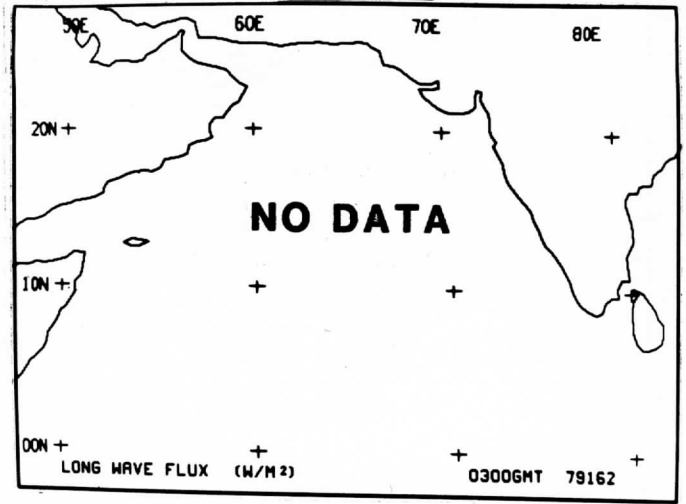 50E 60E 70E 80E
20N
NO DATA
10N
00N
LONG WAVE FLUX (W/M²) 0300GMT 79162